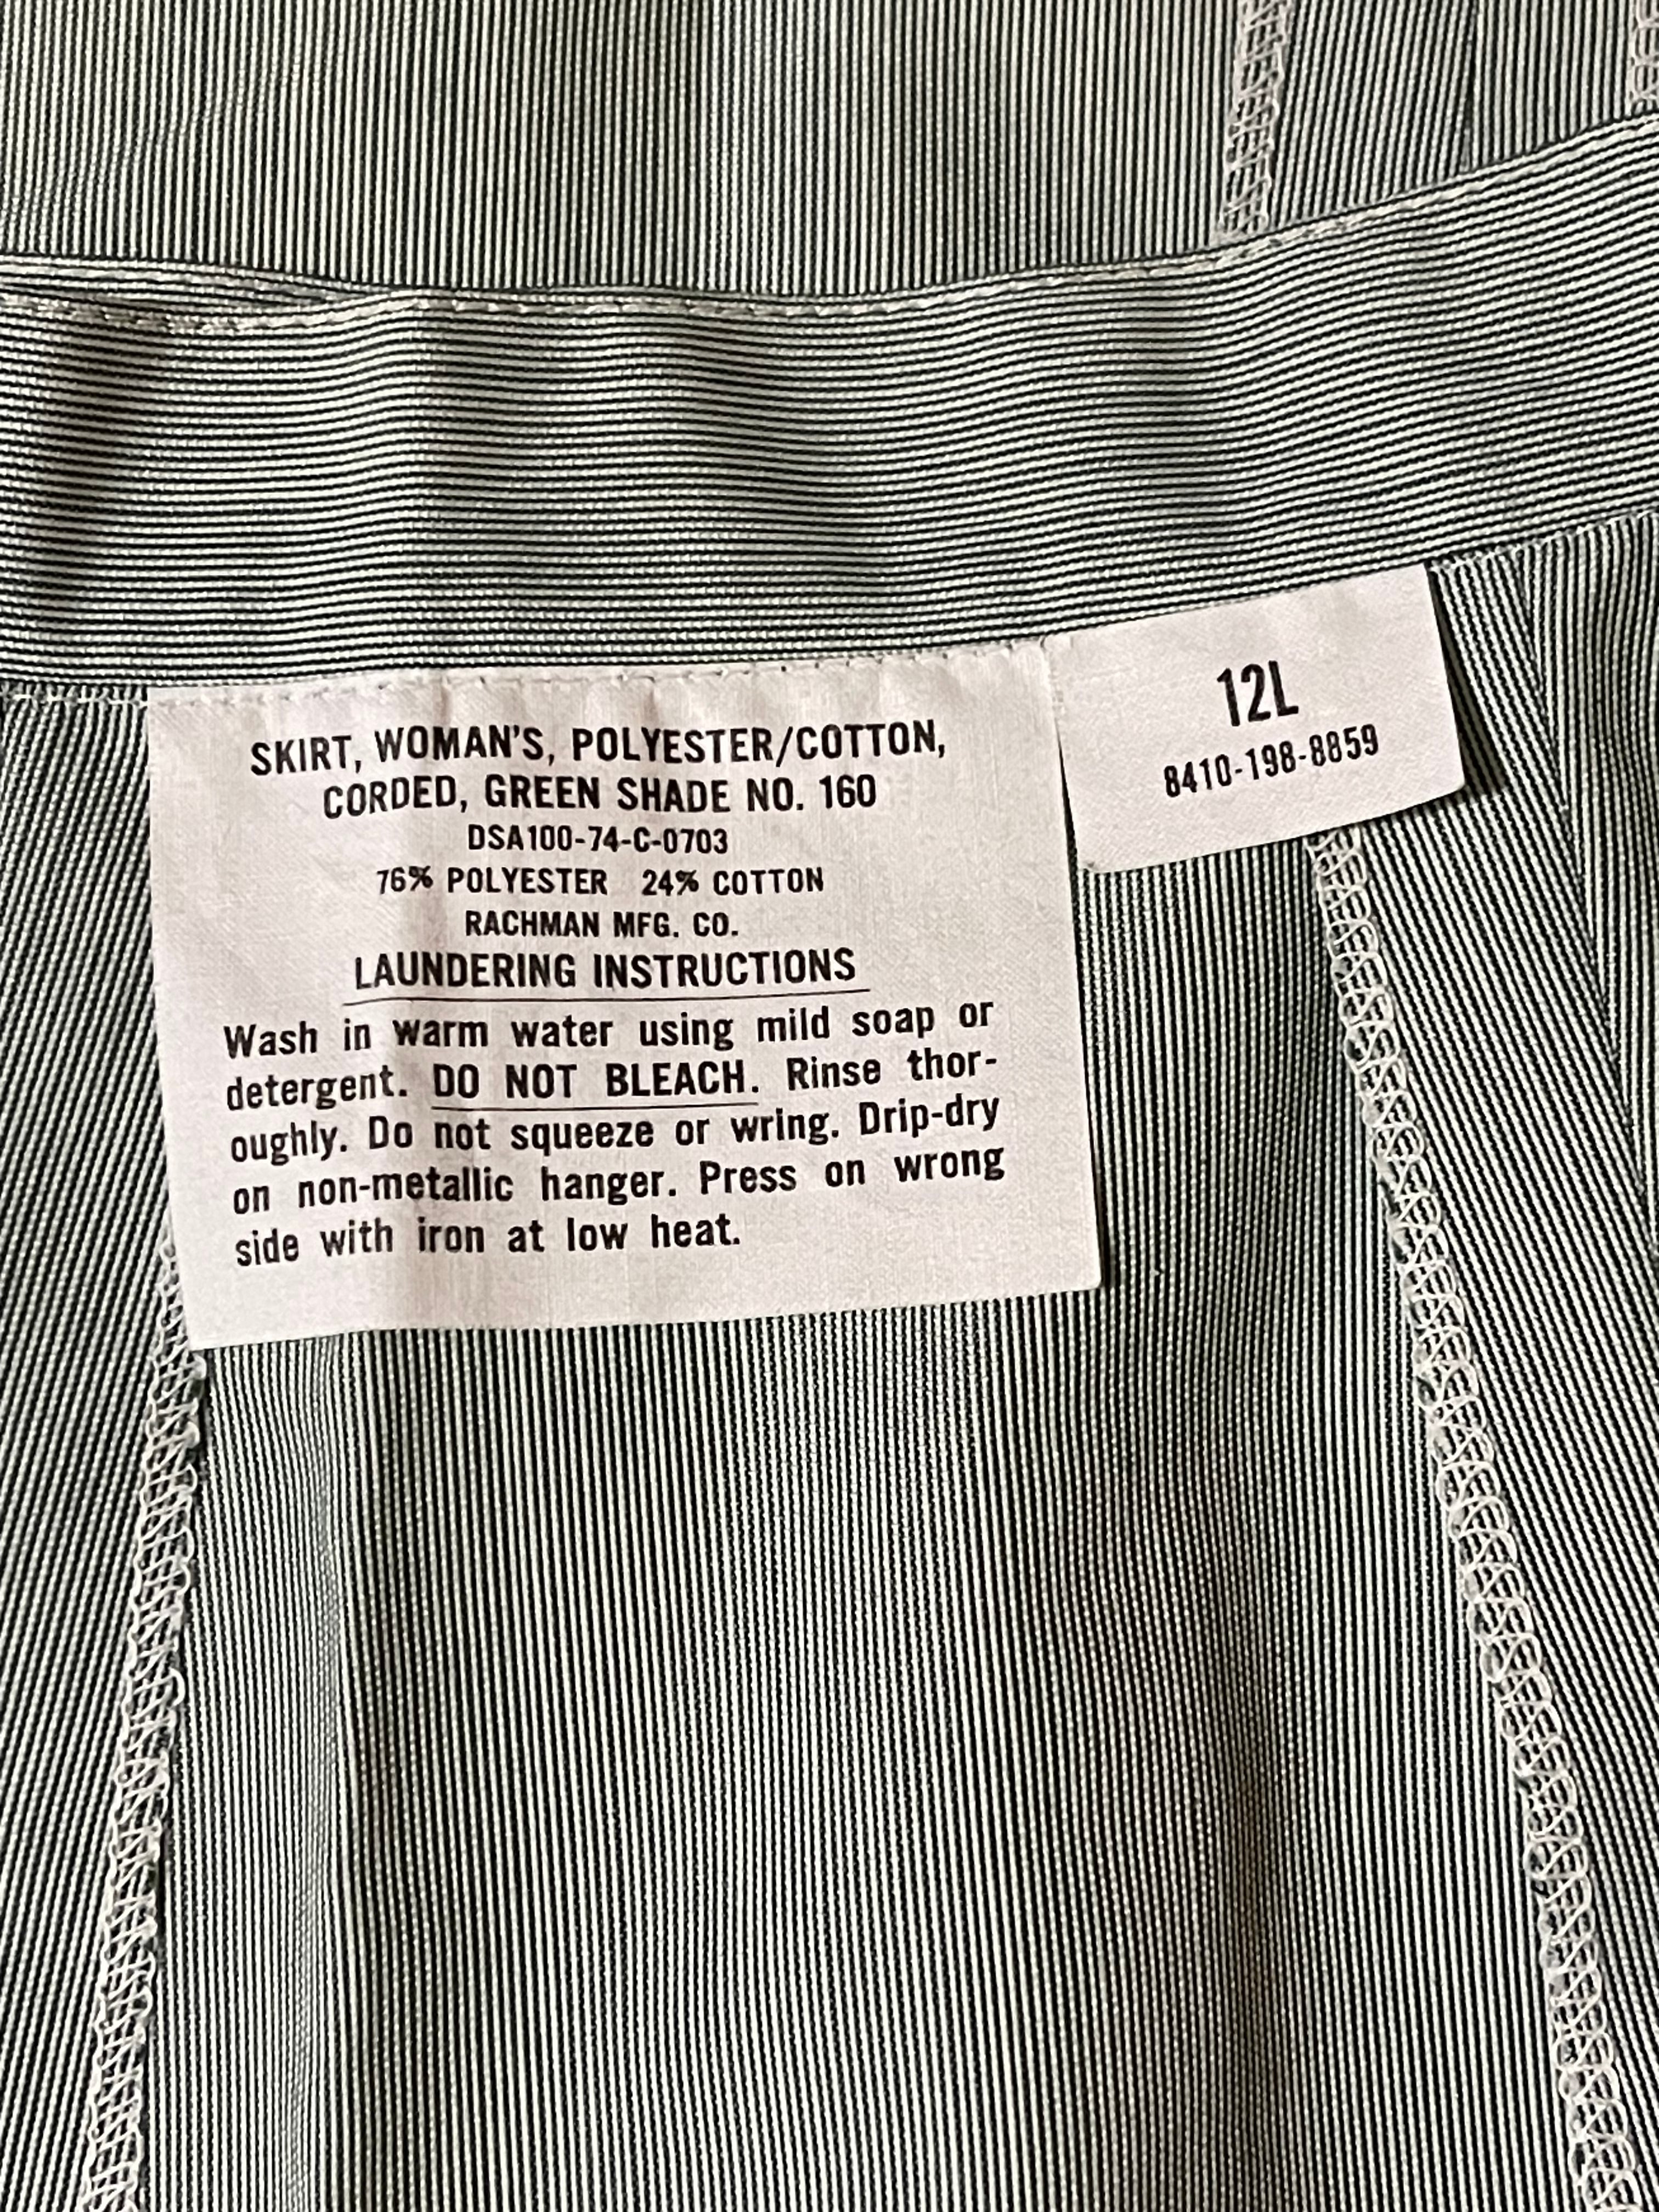 SKIRT, WOMAN'S, POLYESTER/COTTON,
CORDED, GREEN SHADE NO. 160
DSA100-74-C-0703
76% POLYESTER 24% COTTON
RACHMAN MFG. CO.
LAUNDERING INSTRUCTIONS
Wash in warm water using mild soap or
detergent. DO NOT BLEACH. Rinse thor-
oughly. Do not squeeze or wring. Drip-dry
on non-metallic hanger. Press on wrong
side with iron at low heat.
12L
8410-198-8859